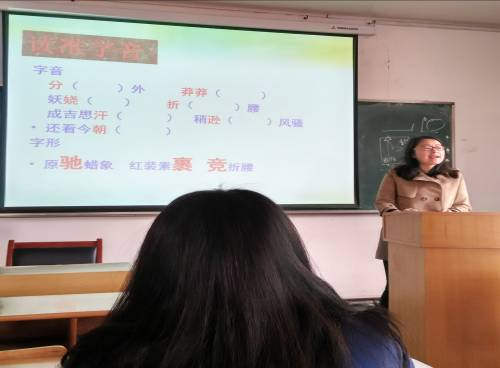 读准字音
字音
分（ ）外 莽莽（ ）
妖娆（ ） 折（ ）腰
成吉思汗（ ） 稍逊（ ）风骚
• 还看今朝（ ）
字形
• 原驰蜡象 红装素裹 竞折腰